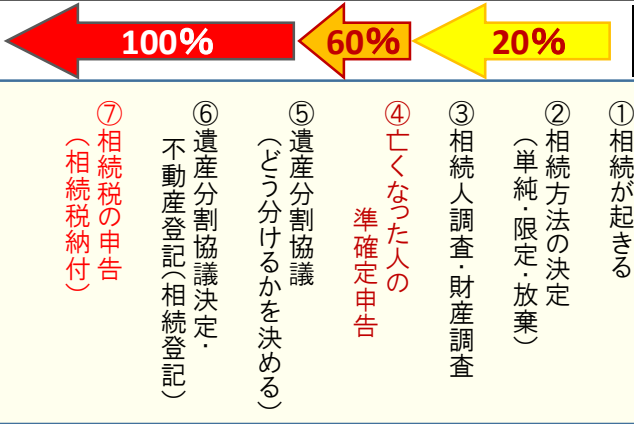 100%
60%
20%
①相続が起きる
②相続方法の決定
（単純・限定・放棄）
③相続人調査・財産調査
④亡くなった人の
準確定申告
⑤遺産分割協議
（どう分けるかを決める）
⑥遺産分割協議決定・
不動産登記（相続登記）
⑦相続税の申告
（相続税納付）